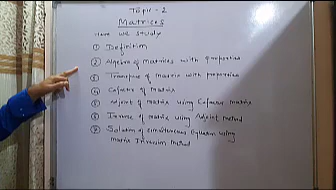 Topic - 2
Matrices
Here we study
① Definition
② Algebra of matrices with properties
③ Transpose of matrix with properties
④ Cofactor of matrix
⑤ Adjoint of matrix using Cofactor matrix
⑥ Inverse of matrix using Adjoint method
⑦ Solution of simultaneous Equation using
matrix Inversion method